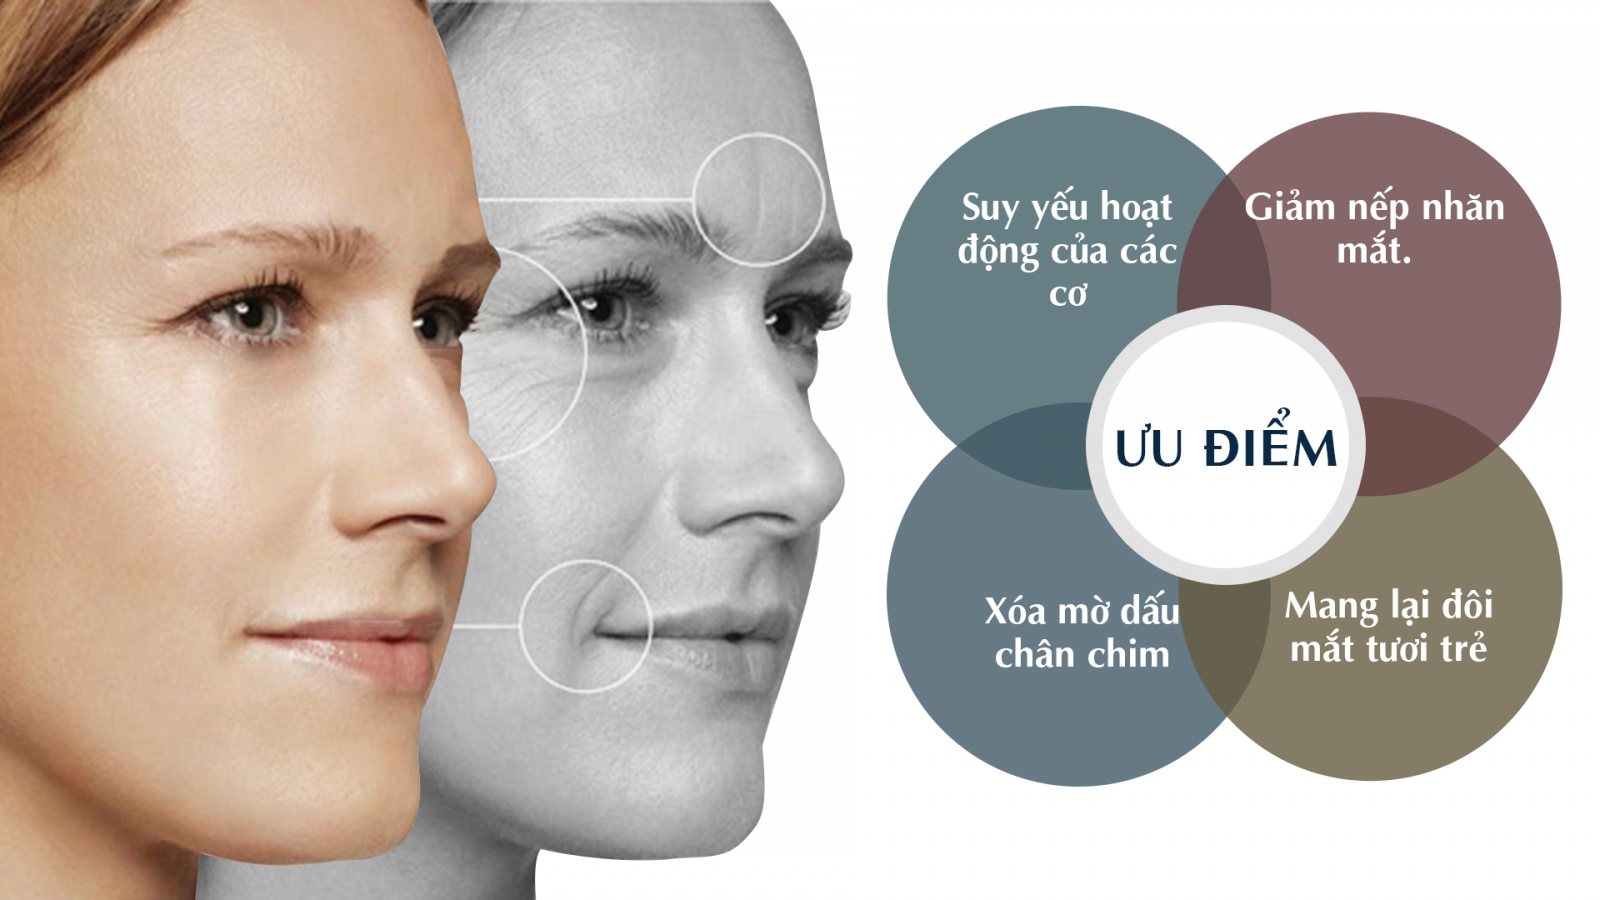 Suy yếu hoạt
động của các
cơ
Giảm nếp nhăn
mắt.
ƯU ĐIỂM
Xóa mờ dấu
chân chim
Mang lại đôi
mắt tươi trẻ